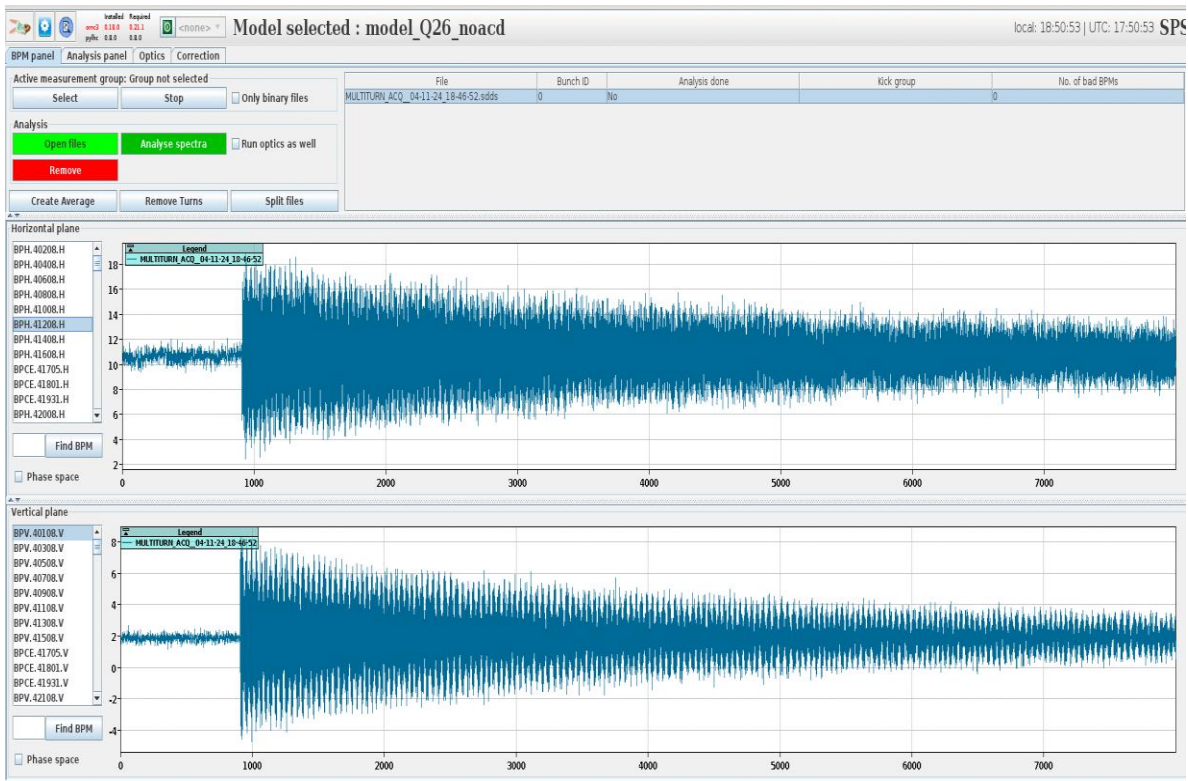 Installed Required
omc3 0.18.0 0.21.1
pylhc 0.8.0 0.8.0
<none>
Model selected : model_Q26_noacd
local: 18:50:53 | UTC: 17:50:53 SPS
BPM panel Analysis panel Optics Correction
Active measurement group: Group not selected
Select Stop Only binary files
Analysis
Open files Analyse spectra Run optics as well
Remove
Create Average Remove Turns Split files
File Bunch ID Analysis done Kick group No. of bad BPMs
MULTITURN_ACQ__04-11-24_18-46-52.sdds 0 No 0
Horizontal plane
BPH.40208.H
BPH.40408.H
BPH.40608.H
BPH.40808.H
BPH.41008.H
BPH.41208.H
BPH.41408.H
BPH.41608.H
BPCE.41705.H
BPCE.41801.H
BPCE.41931.H
BPH.42008.H
Find BPM
Phase space
Legend
MULTITURN_ACQ__04-11-24_18-46-52
18
16
14
12
10
8
6
4
2
0 1000 2000 3000 4000 5000 6000 7000
Vertical plane
BPV.40108.V
BPV.40308.V
BPV.40508.V
BPV.40708.V
BPV.40908.V
BPV.41108.V
BPV.41308.V
BPV.41508.V
BPCE.41705.V
BPCE.41801.V
BPCE.41931.V
BPV.42108.V
Find BPM
Phase space
Legend
MULTITURN_ACQ__04-11-24_18-46-52
8
6
4
2
0
-2
-4
0 1000 2000 3000 4000 5000 6000 7000